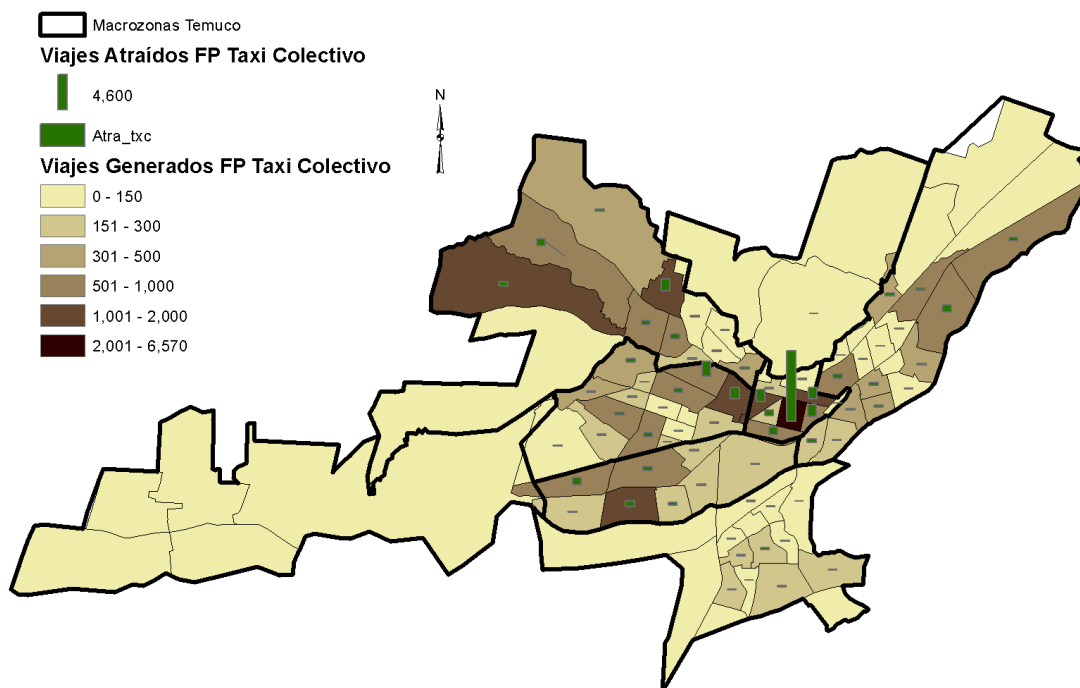 Macrozonas Temuco
Viajes Atraídos FP Taxi Colectivo
4,600
Atra_txc
Viajes Generados FP Taxi Colectivo
0 - 150
151 - 300
301 - 500
501 - 1,000
1,001 - 2,000
2,001 - 6,570
N